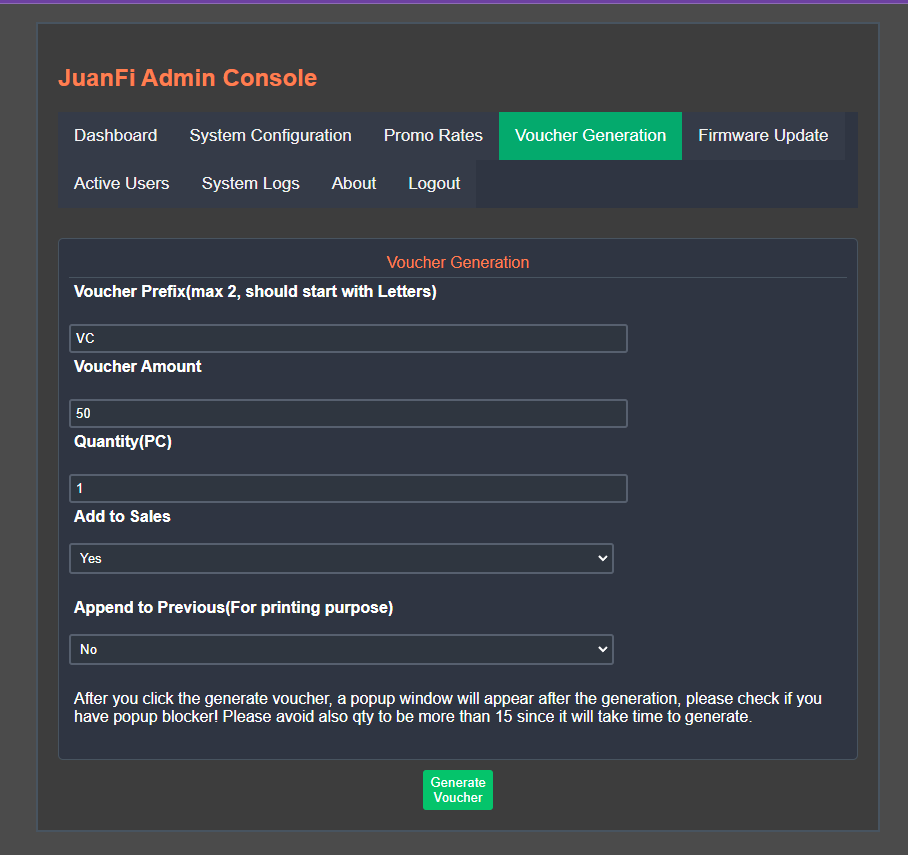 JuanFi Admin Console
Dashboard System Configuration Promo Rates Voucher Generation Firmware Update
Active Users System Logs About Logout
Voucher Generation
Voucher Prefix(max 2, should start with Letters)
VC
Voucher Amount
50
Quantity(PC)
1
Add to Sales
Yes
Append to Previous(For printing purpose)
No
After you click the generate voucher, a popup window will appear after the generation, please check if you
have popup blocker! Please avoid also qty to be more than 15 since it will take time to generate.
Generate
Voucher